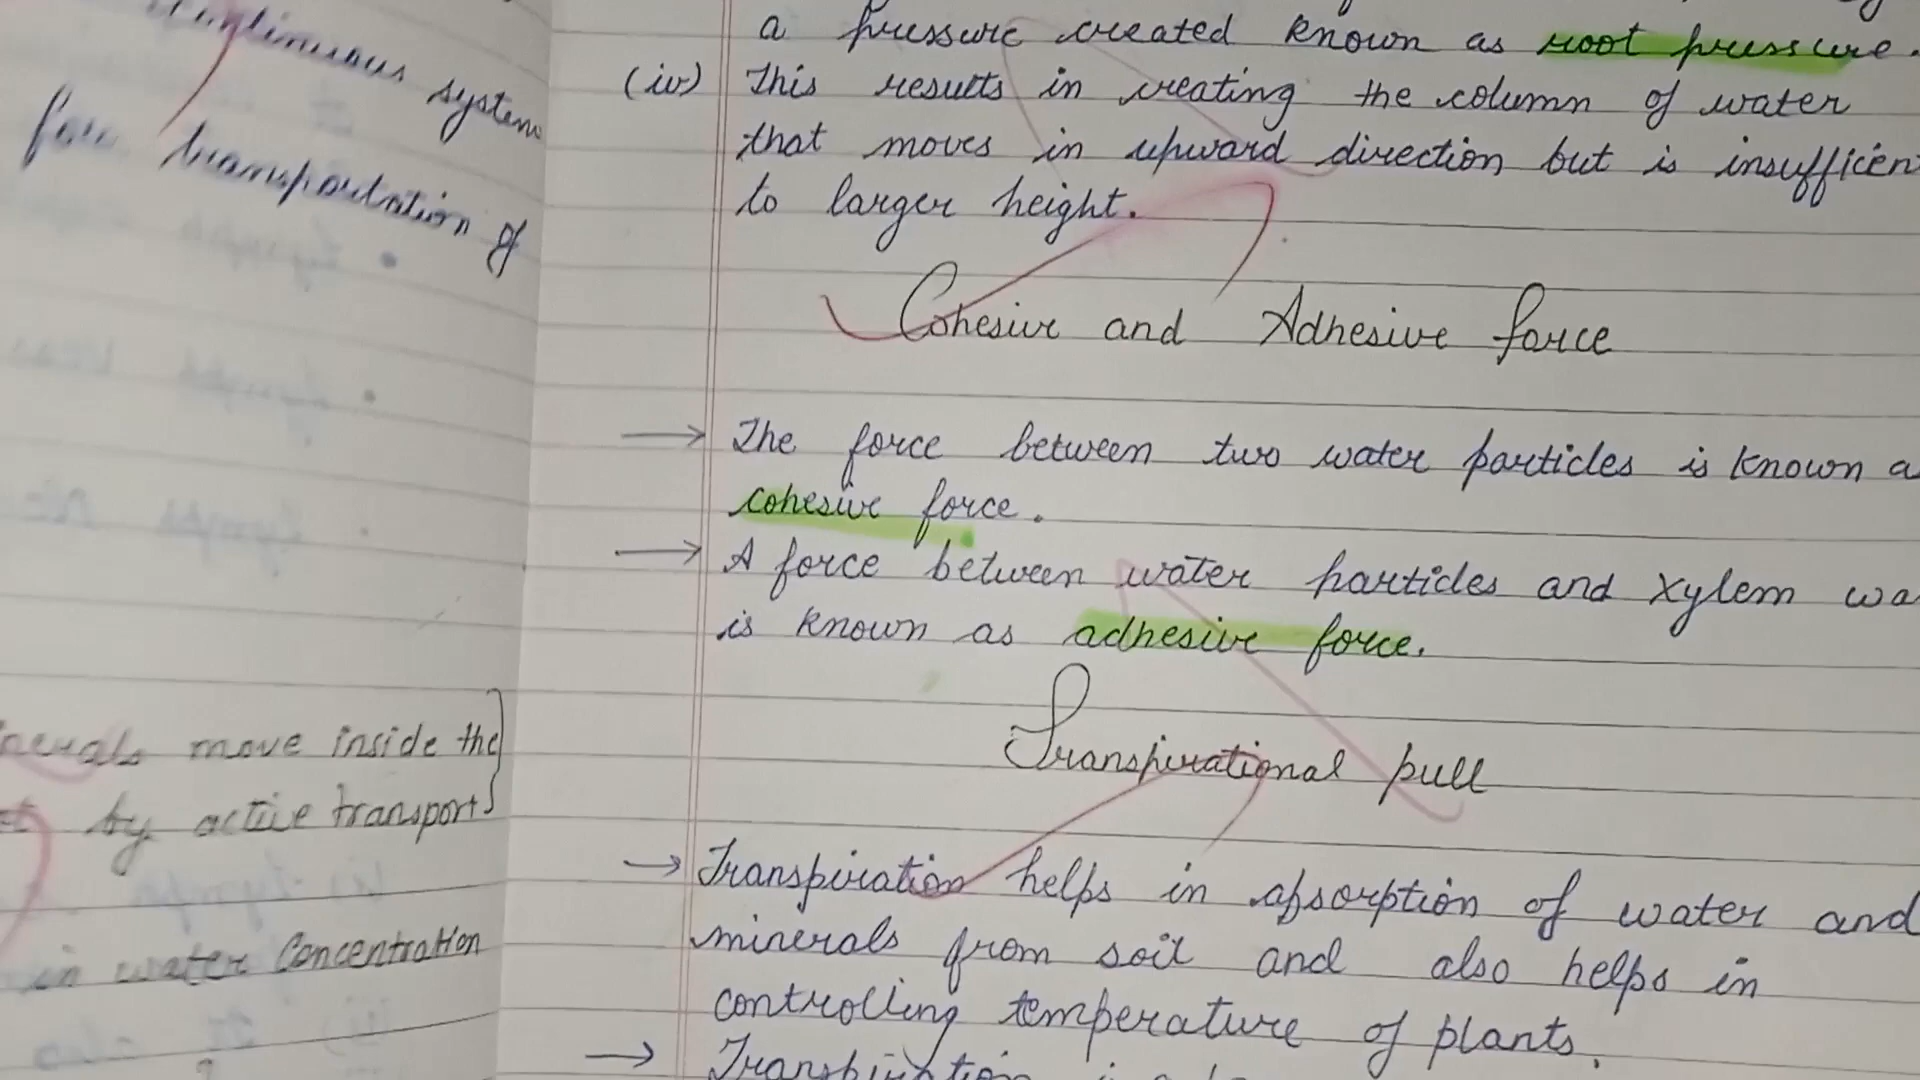 continuous system
for transportation of
minerals move inside the
by active transport
in water Concentration
a pressure created known as root pressure.
(iv) This results in creating the column of water
that moves in upward direction but is insufficien
to larger height.
Cohesive and Adhesive force
→ The force between two water particles is known a
cohesive force.
→ A force between water particles and xylem wa
is known as adhesive force.
Transpirational pull
→ Transpiration helps in absorption of water and
minerals from soil and also helps in
controlling temperature of plants.
→ Transpiration